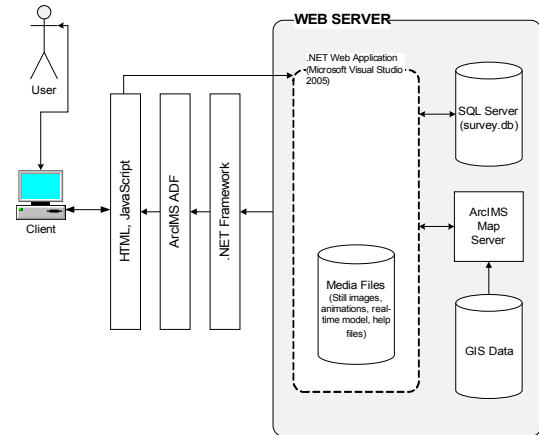 WEB SERVER
.NET Web Application
(Microsoft Visual Studio
2005)
User
Client
HTML, JavaScript
ArcIMS ADF
.NET Framework
SQL Server
(survey.db)
ArcIMS
Map
Server
Media Files
(Still images,
animations, real-
time model, help
files)
GIS Data